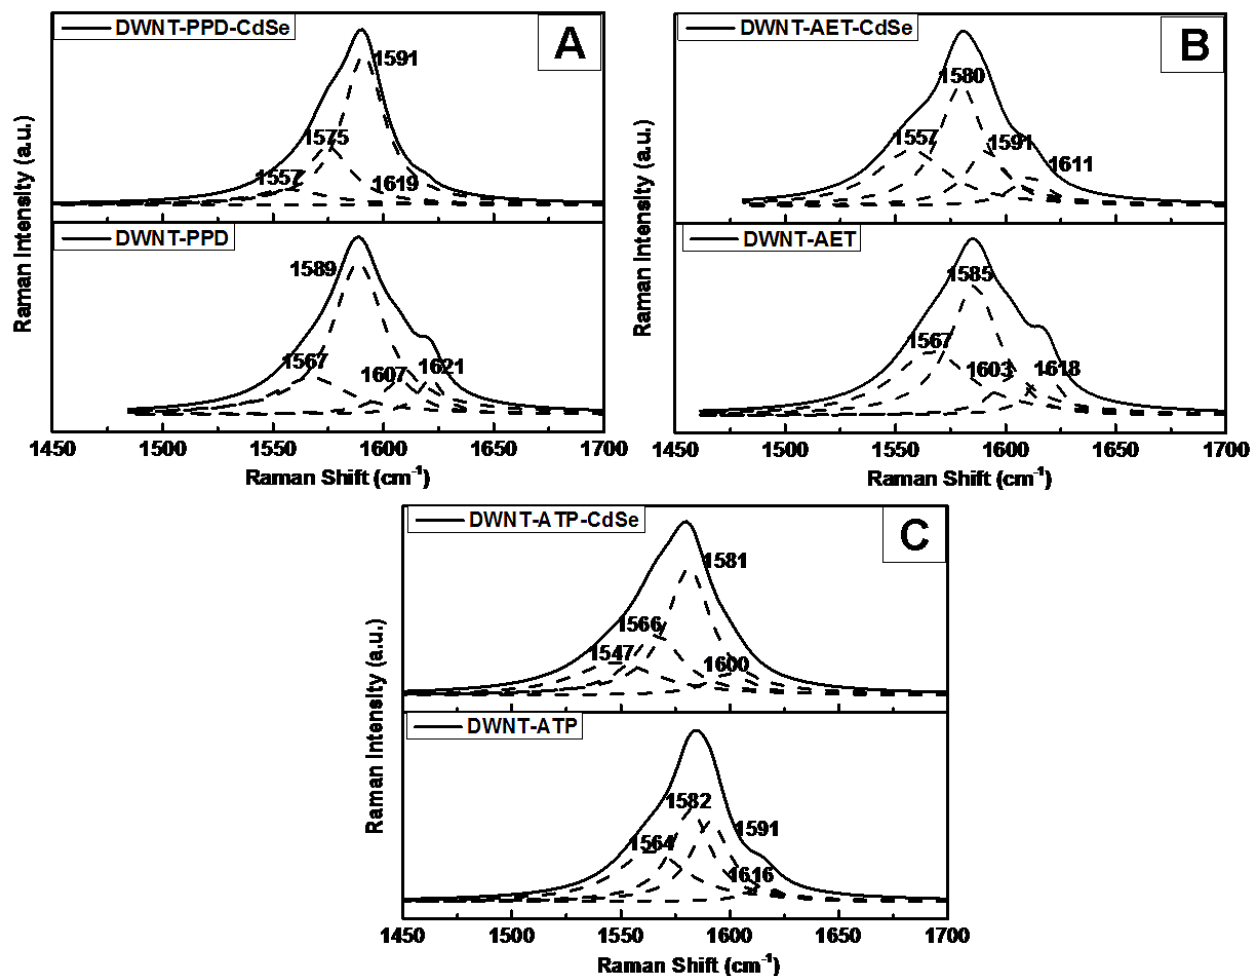 DWNT-PPD-CdSe
A
1591
1575
1557
1619
DWNT-PPD
1589
1567
1607
1621
Raman Intensity (a.u.)
1450 1500 1550 1600 1650 1700
Raman Shift (cm⁻¹)
DWNT-AET-CdSe
B
1580
1557
1591
1611
DWNT-AET
1585
1567
1603
1618
Raman Intensity (a.u.)
1450 1500 1550 1600 1650 1700
Raman Shift (cm⁻¹)
DWNT-ATP-CdSe
C
1581
1566
1547
1600
DWNT-ATP
1582
1591
1564
1616
Raman Intensity (a.u.)
1450 1500 1550 1600 1650 1700
Raman Shift (cm⁻¹)